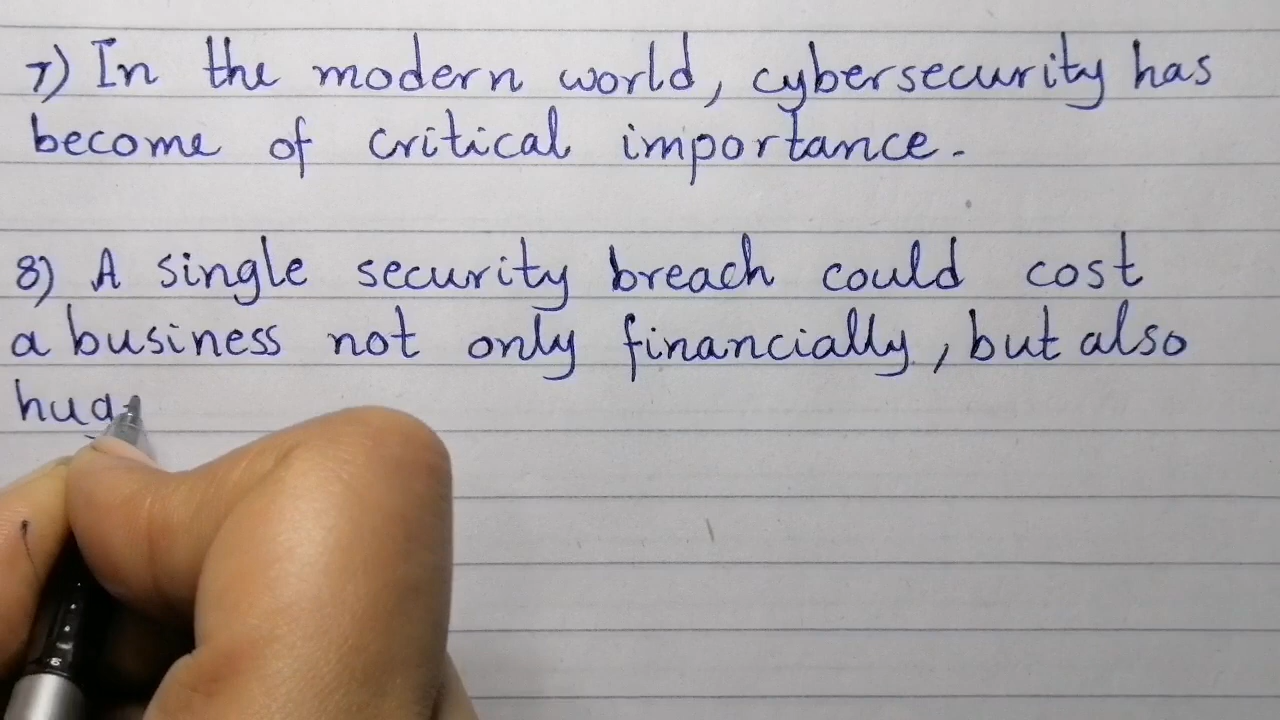 7) In the modern world, cybersecurity has
become of critical importance.
8) A single security breach could cost
a business not only financially, but also